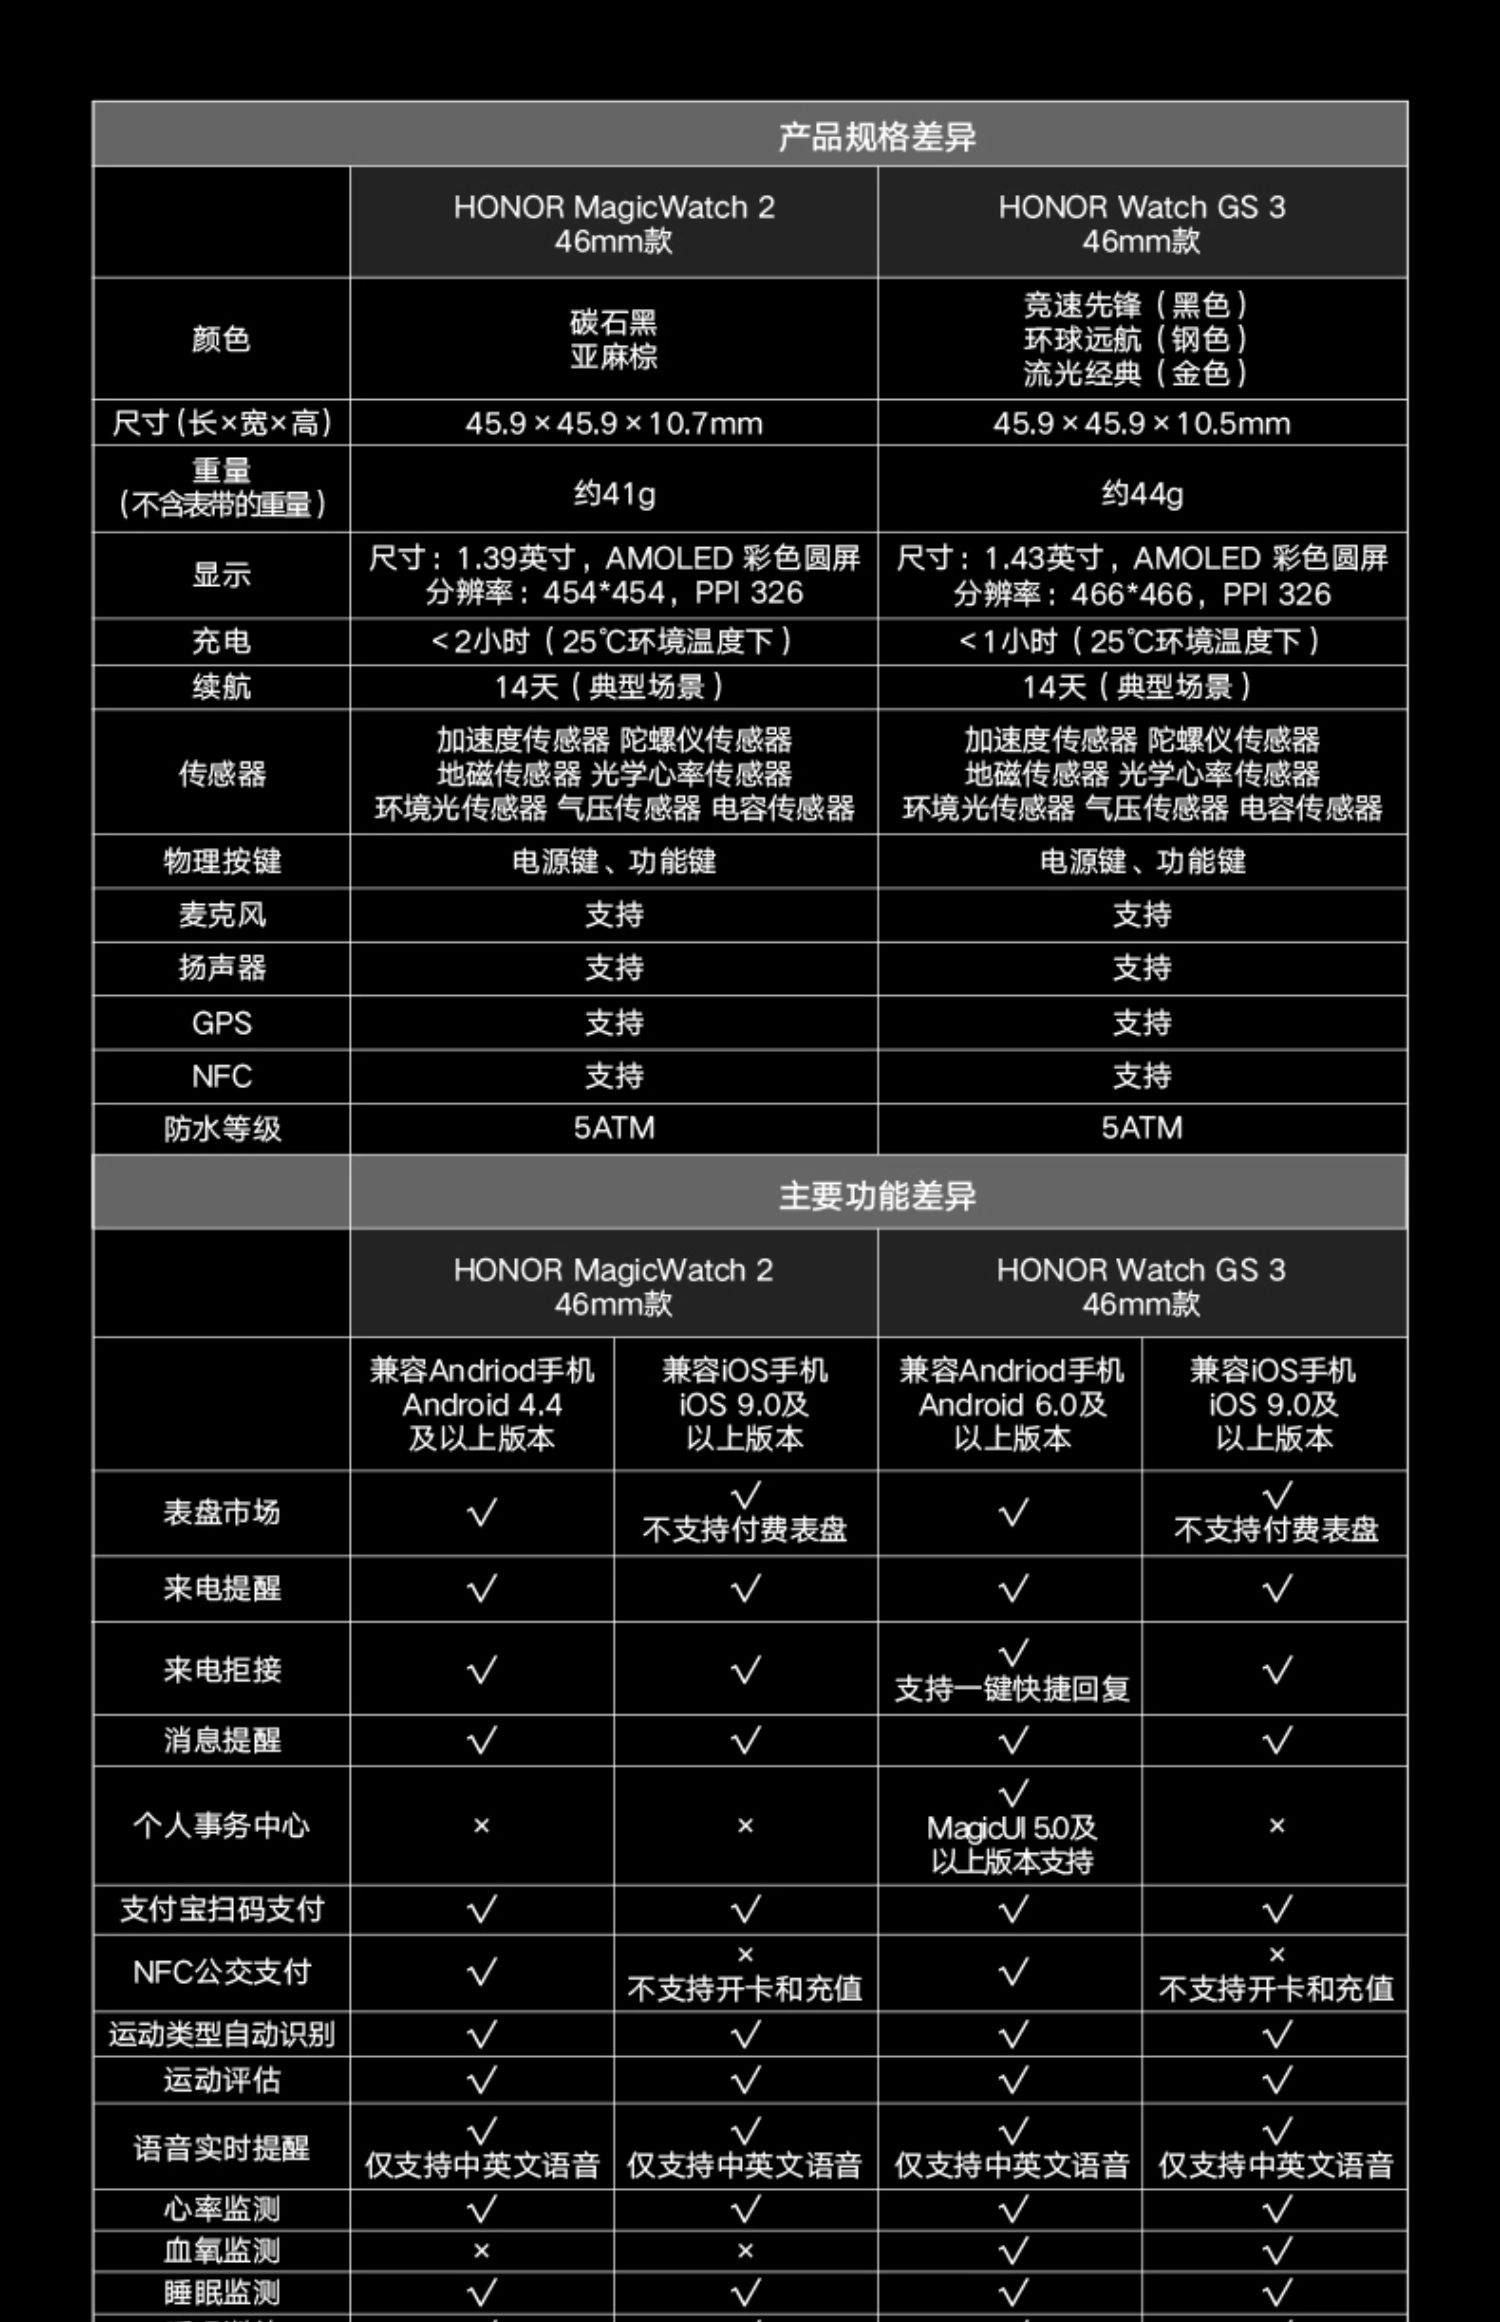 产品规格差异
HONOR MagicWatch 2
46mm款
HONOR Watch GS 3
46mm款
颜色
碳石黑
亚麻棕
竞速先锋（黑色）
环球远航（钢色）
流光经典（金色）
尺寸(长×宽×高)
45.9×45.9×10.7mm
45.9×45.9×10.5mm
重量
（不含表带的重量）
约41g
约44g
显示
尺寸：1.39英寸，AMOLED 彩色圆屏
分辨率：454*454，PPI 326
尺寸：1.43英寸，AMOLED 彩色圆屏
分辨率：466*466，PPI 326
充电
<2小时（25℃环境温度下）
<1小时（25℃环境温度下）
续航
14天（典型场景）
14天（典型场景）
传感器
加速度传感器 陀螺仪传感器
地磁传感器 光学心率传感器
环境光传感器 气压传感器 电容传感器
加速度传感器 陀螺仪传感器
地磁传感器 光学心率传感器
环境光传感器 气压传感器 电容传感器
物理按键
电源键、功能键
电源键、功能键
麦克风
支持
支持
扬声器
支持
支持
GPS
支持
支持
NFC
支持
支持
防水等级
5ATM
5ATM
主要功能差异
HONOR MagicWatch 2
46mm款
HONOR Watch GS 3
46mm款
兼容Andriod手机
Android 4.4
及以上版本
兼容iOS手机
iOS 9.0及
以上版本
兼容Andriod手机
Android 6.0及
以上版本
兼容iOS手机
iOS 9.0及
以上版本
表盘市场
√
√
不支持付费表盘
√
√
不支持付费表盘
来电提醒
√
√
√
√
来电拒接
√
√
√
支持一键快捷回复
√
消息提醒
√
√
√
√
个人事务中心
×
×
√
MagicUI 5.0及
以上版本支持
×
支付宝扫码支付
√
√
√
√
NFC公交支付
√
×
不支持开卡和充值
√
×
不支持开卡和充值
运动类型自动识别
√
√
√
√
运动评估
√
√
√
√
语音实时提醒
√
仅支持中英文语音
√
仅支持中英文语音
√
仅支持中英文语音
√
仅支持中英文语音
心率监测
√
√
√
√
血氧监测
×
×
√
√
睡眠监测
√
√
√
√